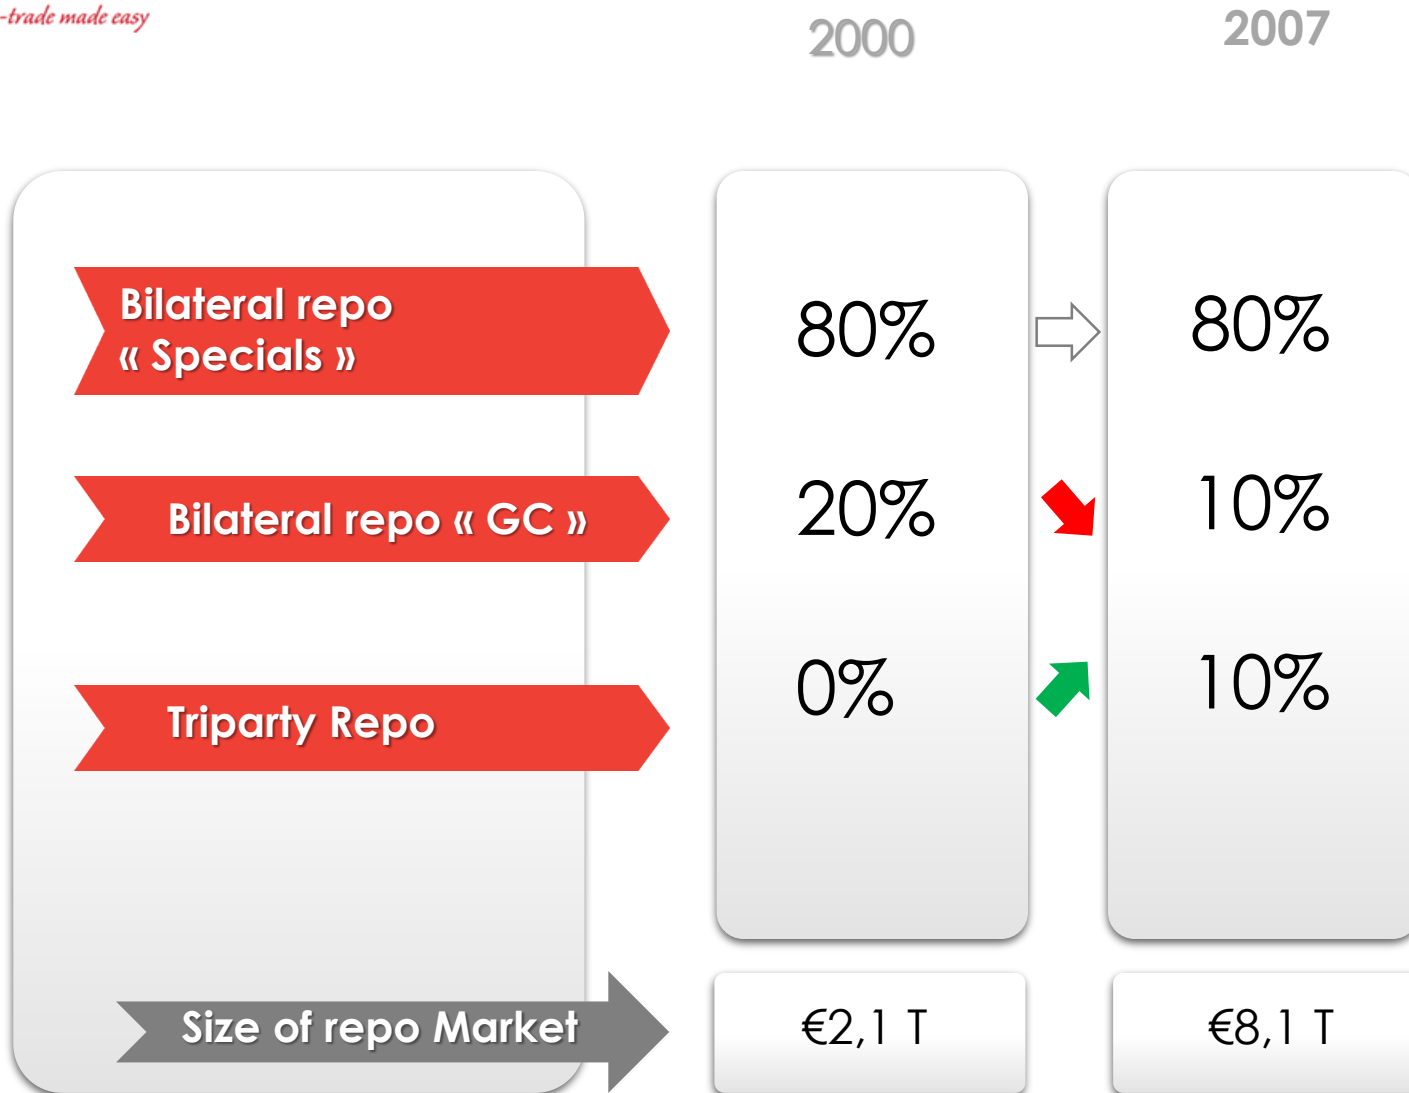 -trade made easy
2000
2007
Bilateral repo
« Specials »
80%
80%
Bilateral repo « GC »
20%
10%
Triparty Repo
0%
10%
Size of repo Market
€2,1 T
€8,1 T